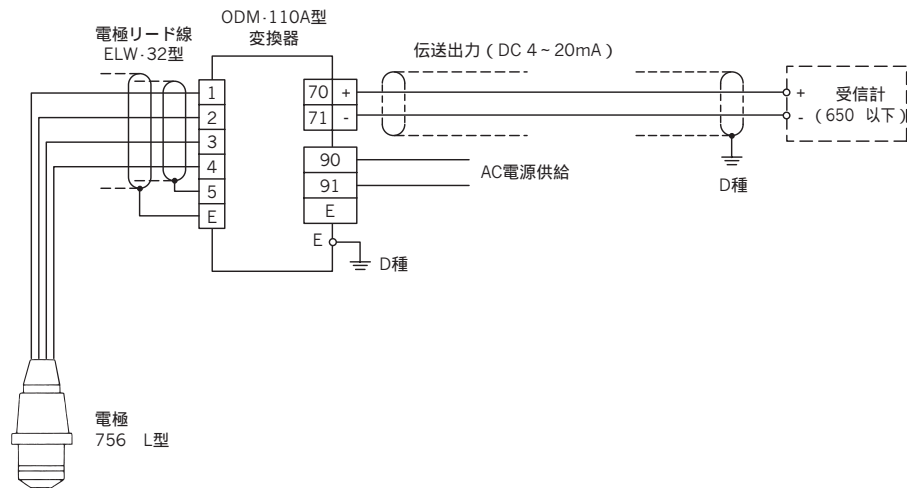 ODM·110A型
変換器
電極リード線
ELW·32型
伝送出力 ( DC 4 ~ 20mA )
1
2
3
4
5
E
70 +
71 -
90
91
E
E
D種
AC電源供給
D種
+ 受信計
- ( 650 以下 )
電極
756 L型